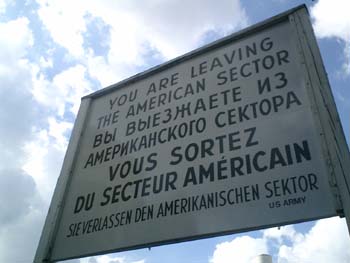 YOU ARE LEAVING
THE AMERICAN SECTOR
ВЫ ВЫЕЗЖАЕТЕ ИЗ
АМЕРИКАНСКОГО СЕКТОРА
VOUS SORTEZ
DU SECTEUR AMÉRICAIN
SIE VERLASSEN DEN AMERIKANISCHEN SEKTOR
US ARMY